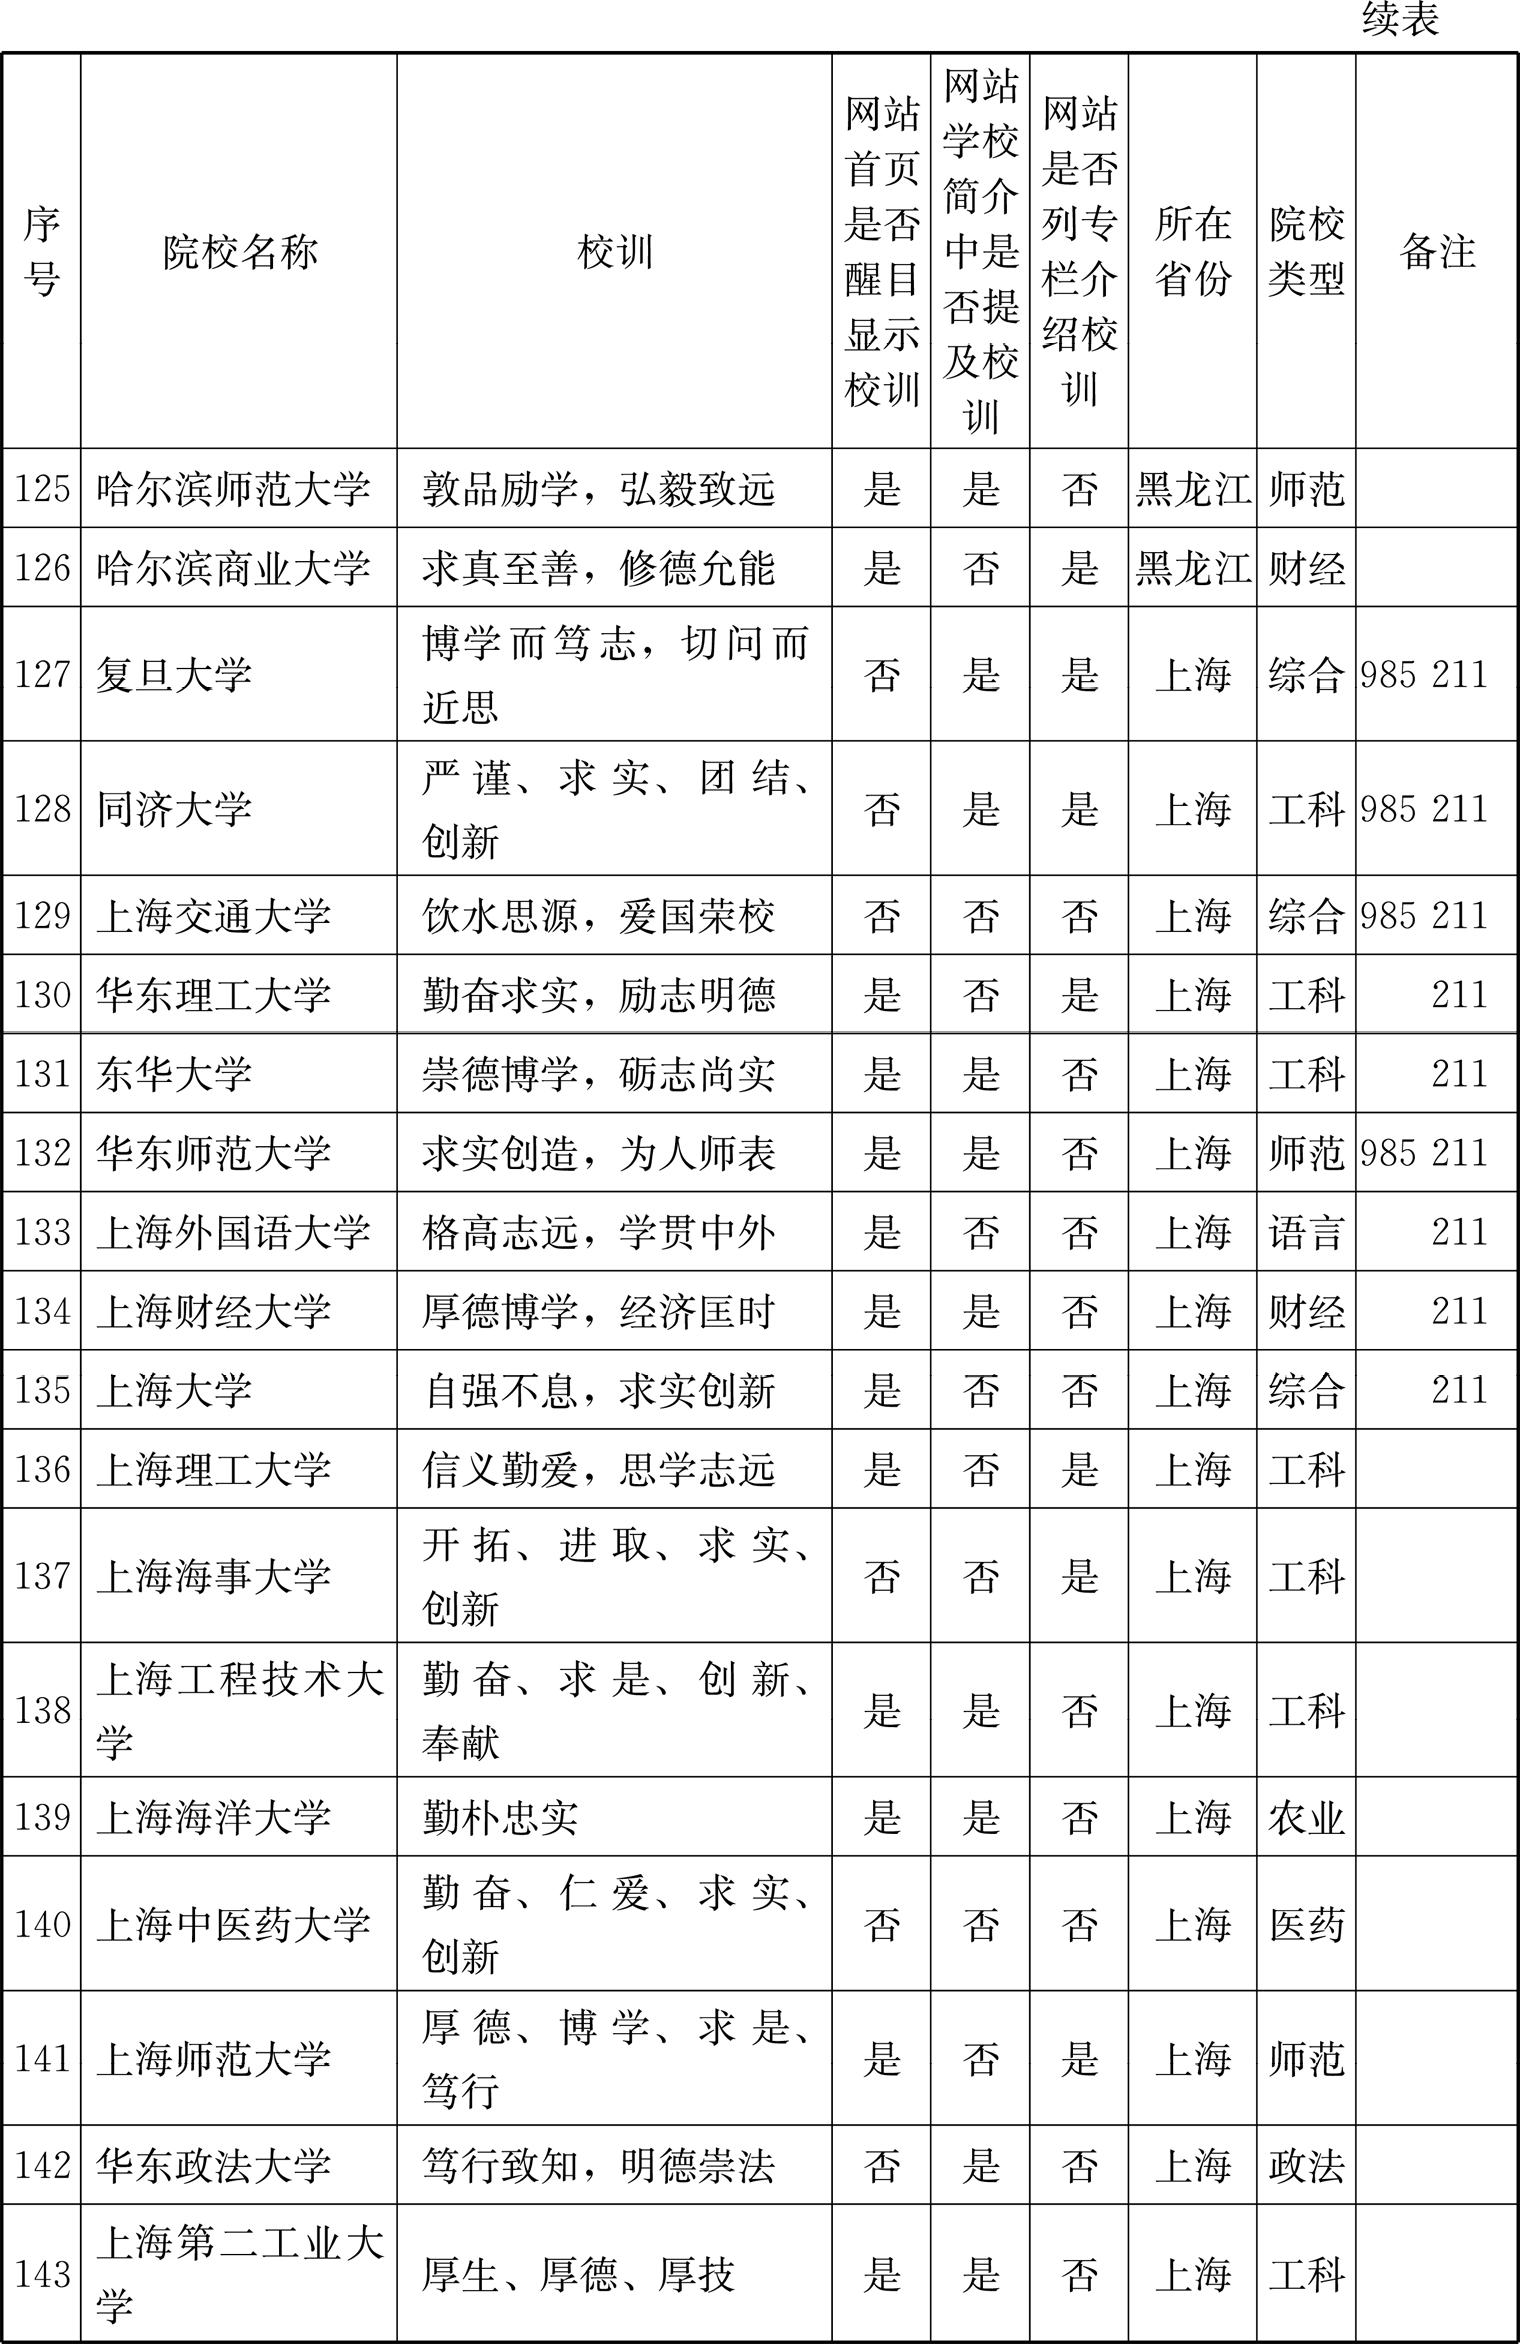 续表
序号 院校名称 校训 网站首页是否醒目显示校训 网站学校简介中是否提及校训 网站是否列专栏介绍校训 所在省份 院校类型 备注
125 哈尔滨师范大学 敦品励学，弘毅致远 是 是 否 黑龙江 师范
126 哈尔滨商业大学 求真至善，修德允能 是 否 是 黑龙江 财经
127 复旦大学 博学而笃志，切问而近思 否 是 是 上海 综合 985 211
128 同济大学 严谨、求实、团结、创新 否 是 是 上海 工科 985 211
129 上海交通大学 饮水思源，爱国荣校 否 否 否 上海 综合 985 211
130 华东理工大学 勤奋求实，励志明德 是 否 是 上海 工科 211
131 东华大学 崇德博学，砺志尚实 是 是 否 上海 工科 211
132 华东师范大学 求实创造，为人师表 是 是 否 上海 师范 985 211
133 上海外国语大学 格高志远，学贯中外 是 否 否 上海 语言 211
134 上海财经大学 厚德博学，经济匡时 是 是 否 上海 财经 211
135 上海大学 自强不息，求实创新 是 否 否 上海 综合 211
136 上海理工大学 信义勤爱，思学志远 是 否 是 上海 工科
137 上海海事大学 开拓、进取、求实、创新 否 否 是 上海 工科
138 上海工程技术大学 勤奋、求是、创新、奉献 是 是 否 上海 工科
139 上海海洋大学 勤朴忠实 是 是 否 上海 农业
140 上海中医药大学 勤奋、仁爱、求实、创新 否 否 否 上海 医药
141 上海师范大学 厚德、博学、求是、笃行 是 否 是 上海 师范
142 华东政法大学 笃行致知，明德崇法 否 是 否 上海 政法
143 上海第二工业大学 厚生、厚德、厚技 是 是 否 上海 工科